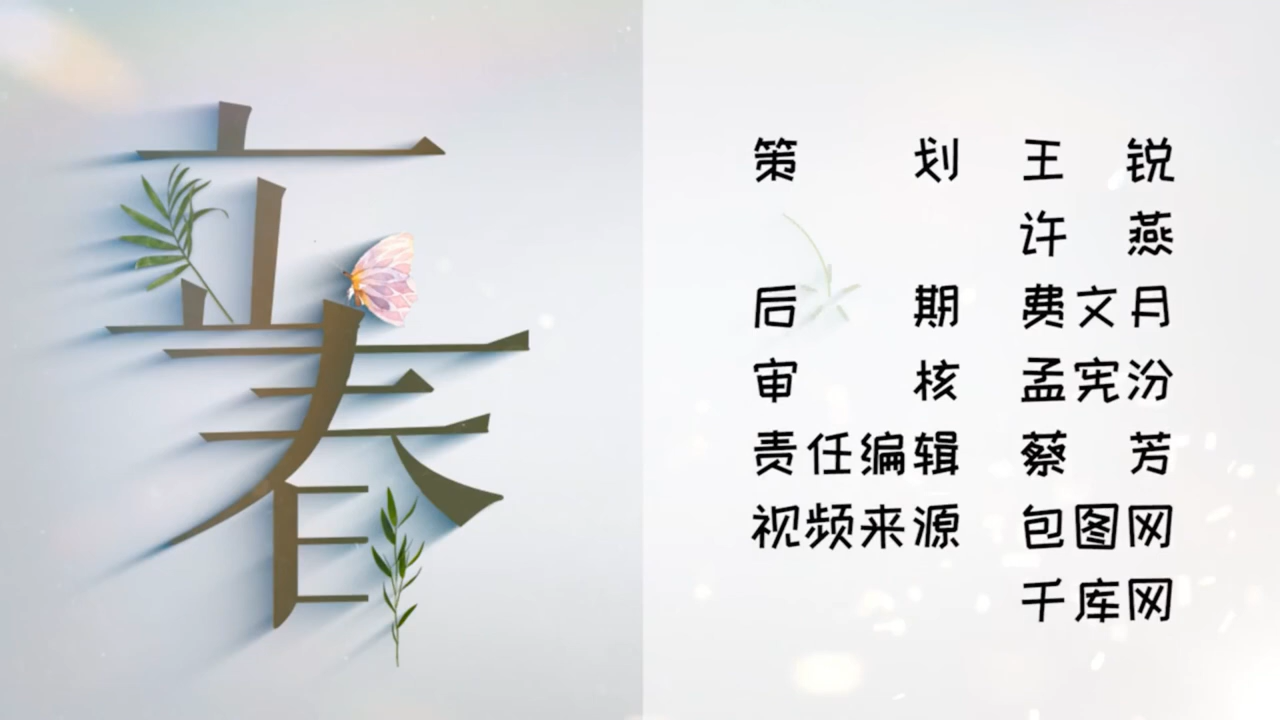 立春
策划 王锐
许燕
后期 费文月
审核 孟宪汾
责任编辑 蔡芳
视频来源 包图网
千库网